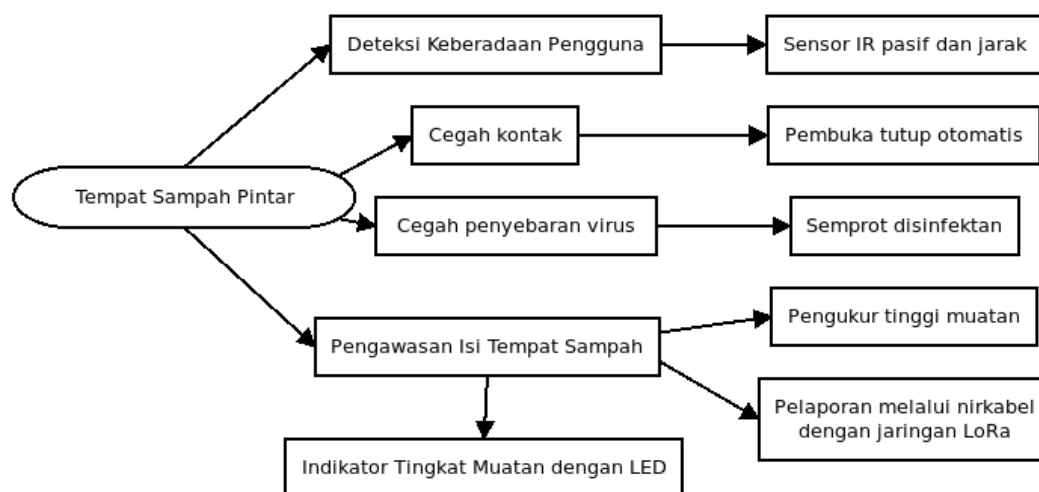 Deteksi Keberadaan Pengguna
Sensor IR pasif dan jarak
Cegah kontak
Pembuka tutup otomatis
Tempat Sampah Pintar
Cegah penyebaran virus
Semprot disinfektan
Pengukur tinggi muatan
Pengawasan Isi Tempat Sampah
Pelaporan melalui nirkabel
dengan jaringan LoRa
Indikator Tingkat Muatan dengan LED